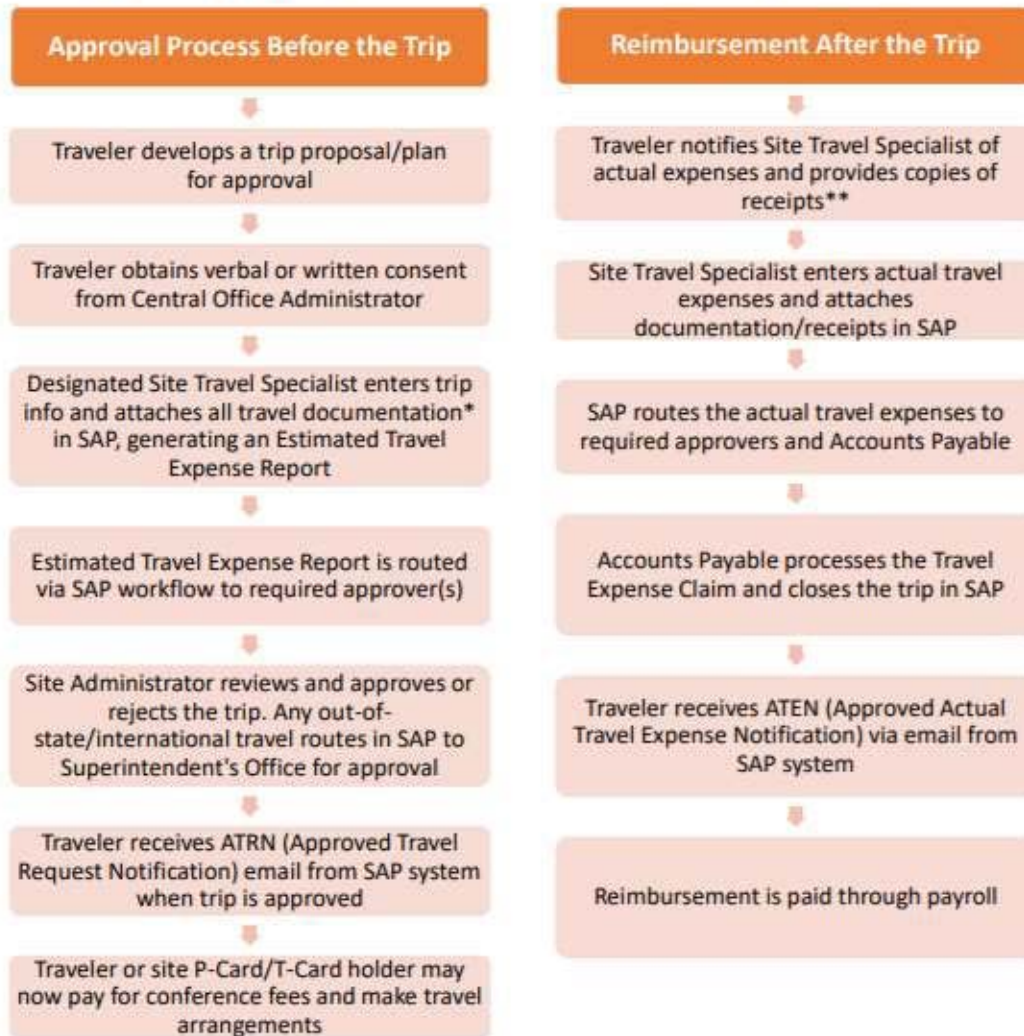 Approval Process Before the Trip
Traveler develops a trip proposal/plan
for approval
Traveler obtains verbal or written consent
from Central Office Administrator
Designated Site Travel Specialist enters trip
info and attaches all travel documentation*
in SAP, generating an Estimated Travel
Expense Report
Estimated Travel Expense Report is routed
via SAP workflow to required approver(s)
Site Administrator reviews and approves or
rejects the trip. Any out-of-
state/international travel routes in SAP to
Superintendent's Office for approval
Traveler receives ATRN (Approved Travel
Request Notification) email from SAP system
when trip is approved
Traveler or site P-Card/T-Card holder may
now pay for conference fees and make travel
arrangements
Reimbursement After the Trip
Traveler notifies Site Travel Specialist of
actual expenses and provides copies of
receipts**
Site Travel Specialist enters actual travel
expenses and attaches
documentation/receipts in SAP
SAP routes the actual travel expenses to
required approvers and Accounts Payable
Accounts Payable processes the Travel
Expense Claim and closes the trip in SAP
Traveler receives ATEN (Approved Actual
Travel Expense Notification) via email from
SAP system
Reimbursement is paid through payroll